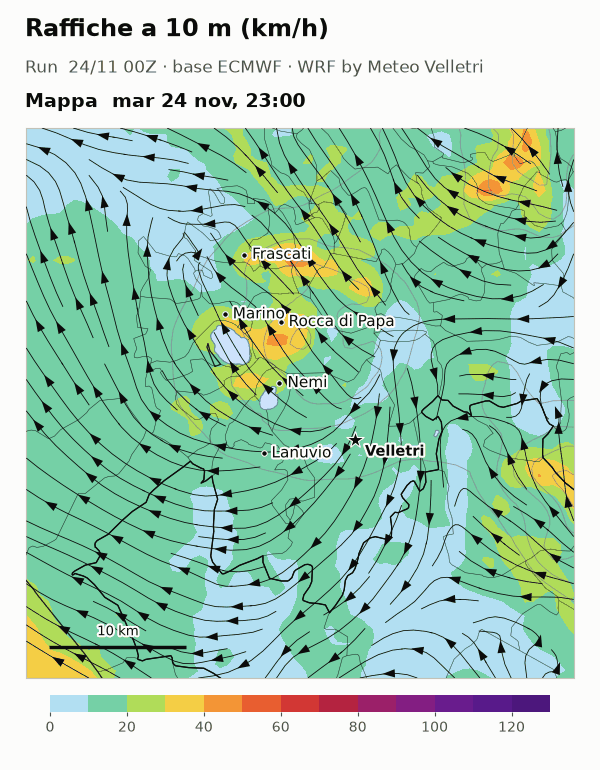 Raffiche a 10 m (km/h)
Run  24/11 00Z · base ECMWF · WRF by Meteo Velletri
Mappa  mar 24 nov, 23:00
Frascati
Marino
Rocca di Papa
Nemi
Velletri
Lanuvio
10 km
0 20 40 60 80 100 120